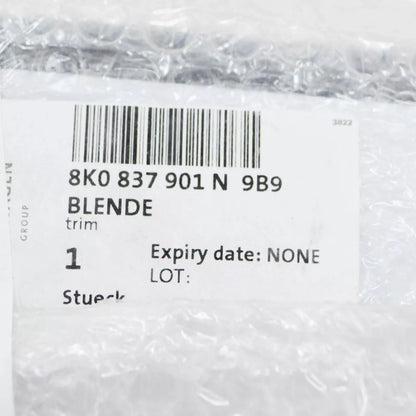 3822
8K0 837 901 N 9B9
BLENDE
trim
1
Expiry date: NONE
LOT:
Stueck
GROUP